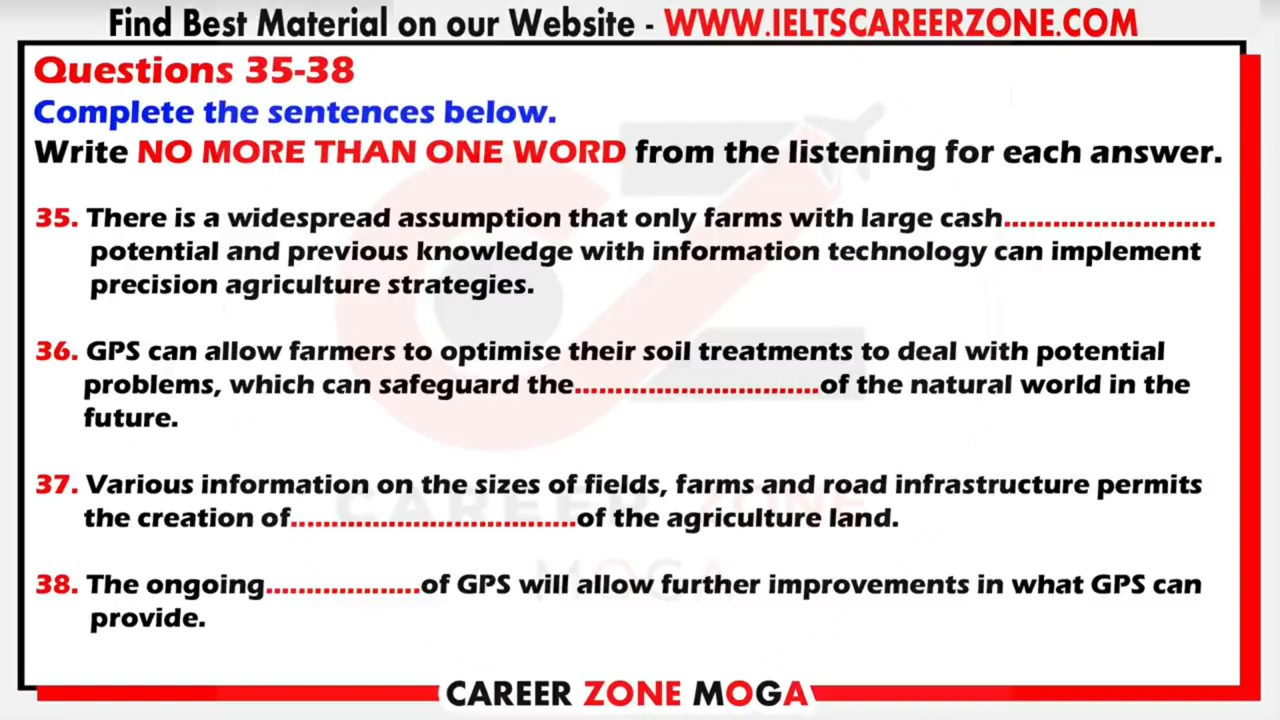 Find Best Material on our Website - WWW.IELTSCAREERZONE.COM
Questions 35-38
Complete the sentences below.
Write NO MORE THAN ONE WORD from the listening for each answer.
35. There is a widespread assumption that only farms with large cash..........................
potential and previous knowledge with information technology can implement
precision agriculture strategies.
36. GPS can allow farmers to optimise their soil treatments to deal with potential
problems, which can safeguard the..............................of the natural world in the
future.
37. Various information on the sizes of fields, farms and road infrastructure permits
the creation of...................................of the agriculture land.
CAREER ZONE
MOGA
38. The ongoing...................of GPS will allow further improvements in what GPS can
provide.
CAREER ZONE MOGA